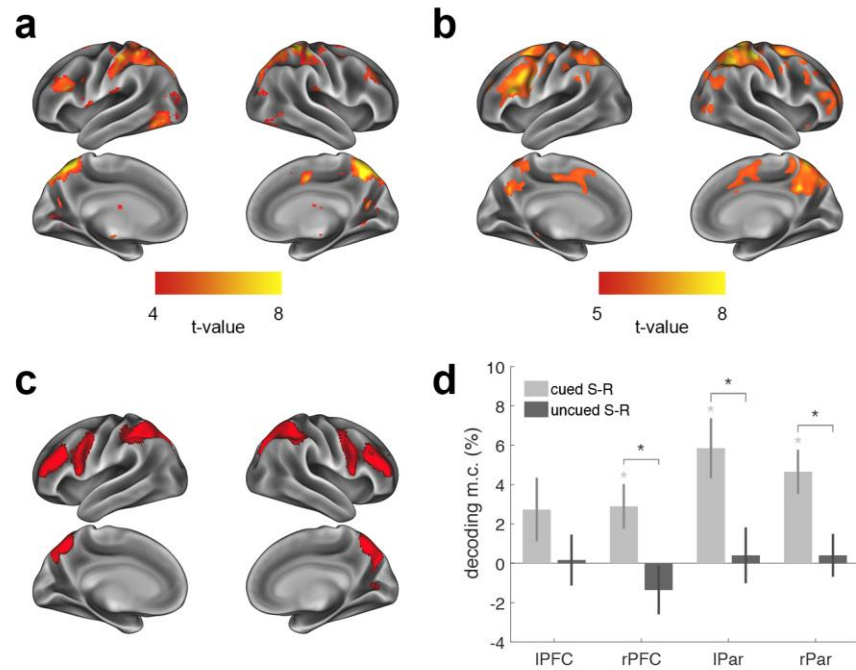 a
b
4 8
t-value
5 8
t-value
c
d
decoding m.c. (%)
10
8
6
4
2
0
-2
-4
cued S-R
uncued S-R
*
*
*
*
*
*
lPFC rPFC lPar rPar